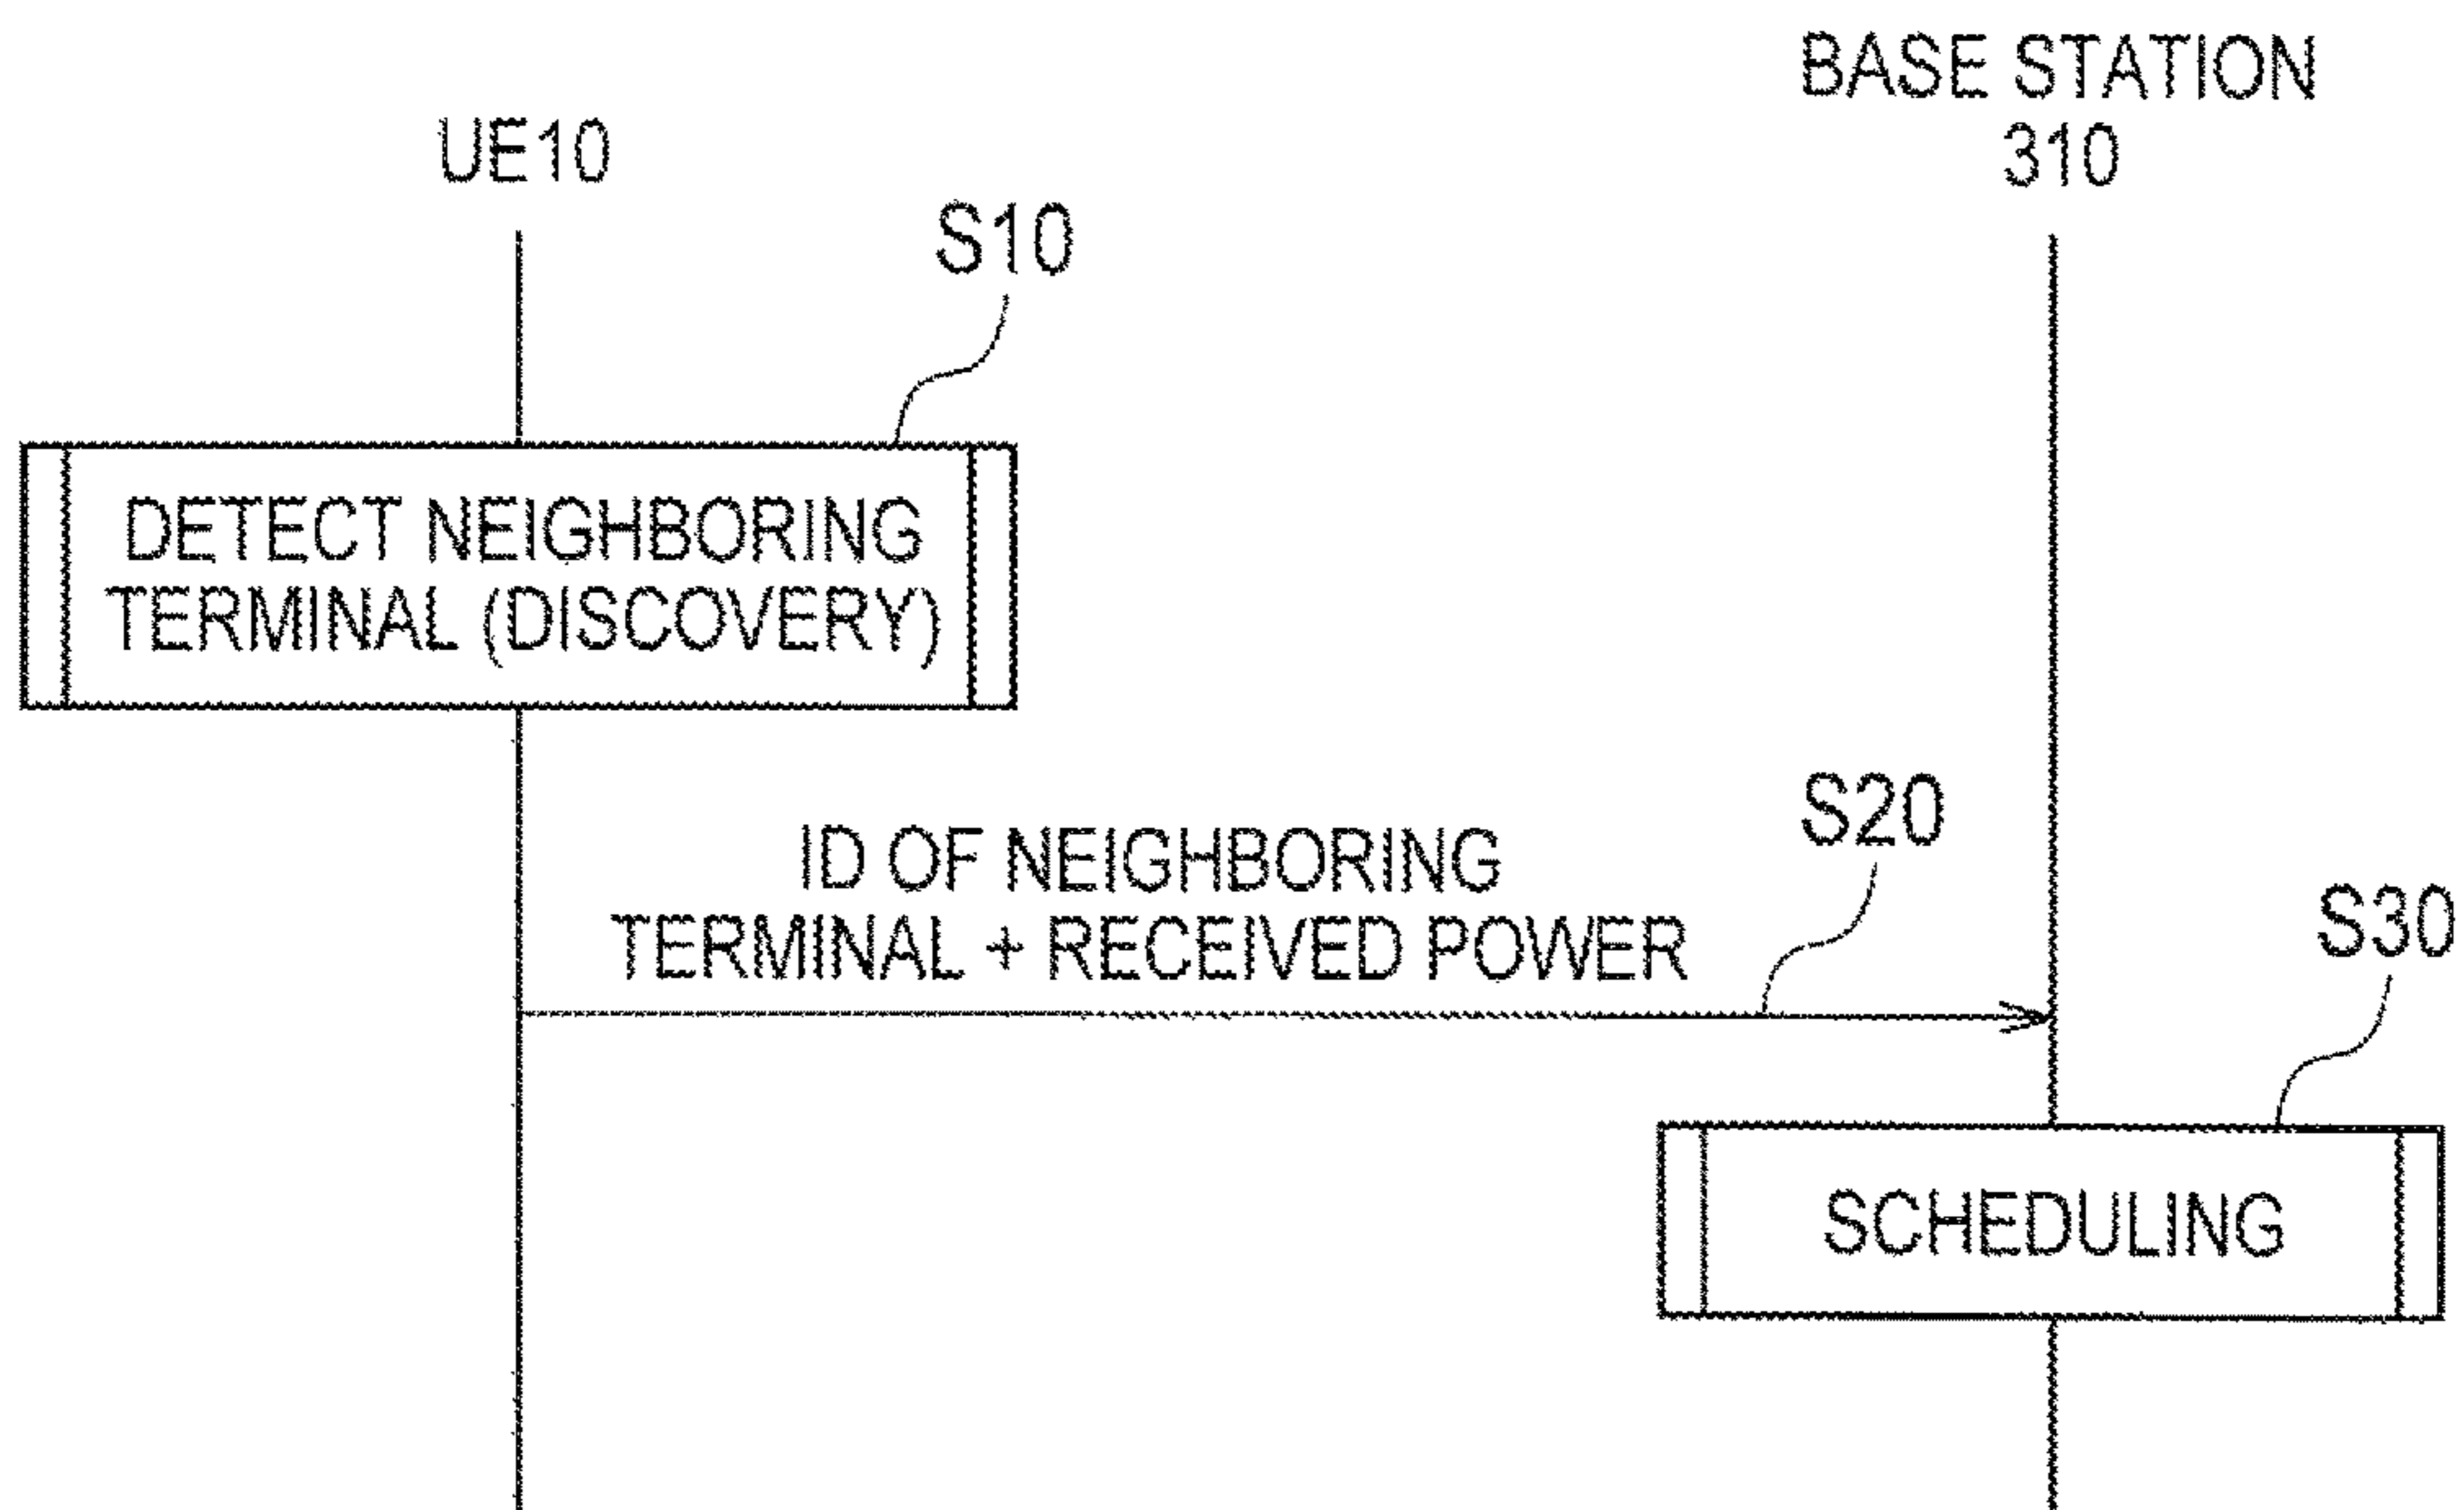 BASE STATION
310
UE10
S10
DETECT NEIGHBORING
TERMINAL (DISCOVERY)
S20
ID OF NEIGHBORING
TERMINAL + RECEIVED POWER
S30
SCHEDULING